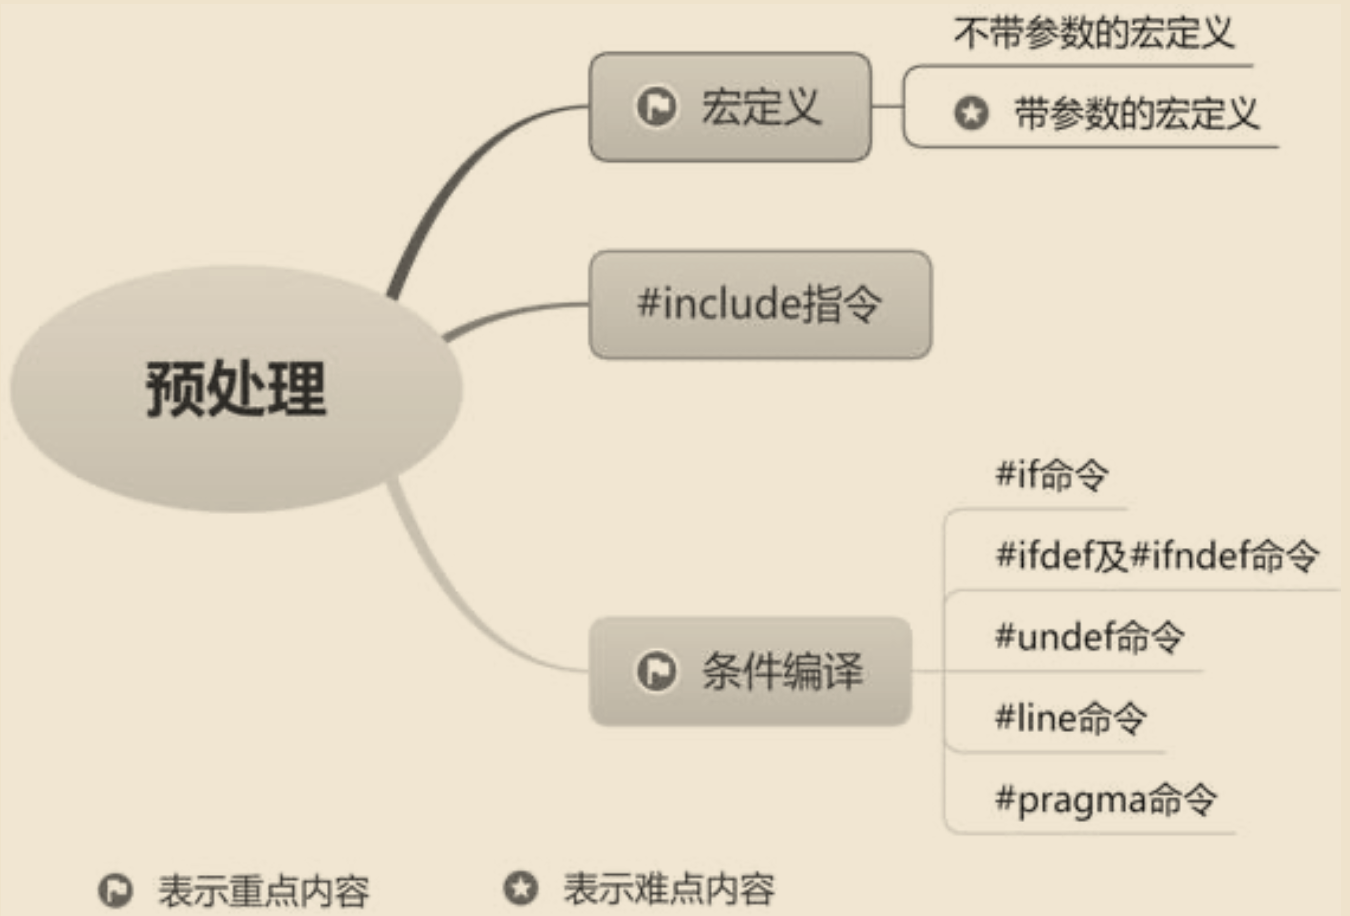 不带参数的宏定义
宏定义
带参数的宏定义
#include指令
预处理
#if命令
#ifdef及#ifndef命令
#undef命令
条件编译
#line命令
#pragma命令
表示重点内容
表示难点内容